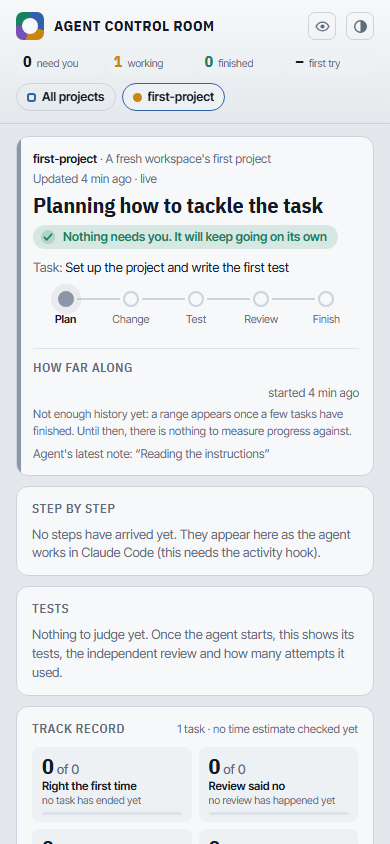 AGENT CONTROL ROOM
0 need you
1 working
0 finished
– first try
All projects
first-project
first-project · A fresh workspace's first project
Updated 4 min ago · live
Planning how to tackle the task
Nothing needs you. It will keep going on its own
Task: Set up the project and write the first test
Plan
Change
Test
Review
Finish
HOW FAR ALONG
started 4 min ago
Not enough history yet: a range appears once a few tasks have
finished. Until then, there is nothing to measure progress against.
Agent's latest note: “Reading the instructions”
STEP BY STEP
No steps have arrived yet. They appear here as the agent
works in Claude Code (this needs the activity hook).
TESTS
Nothing to judge yet. Once the agent starts, this shows its
tests, the independent review and how many attempts it
used.
TRACK RECORD
1 task · no time estimate checked yet
0 of 0
Right the first time
no task has ended yet
0 of 0
Review said no
no review has happened yet